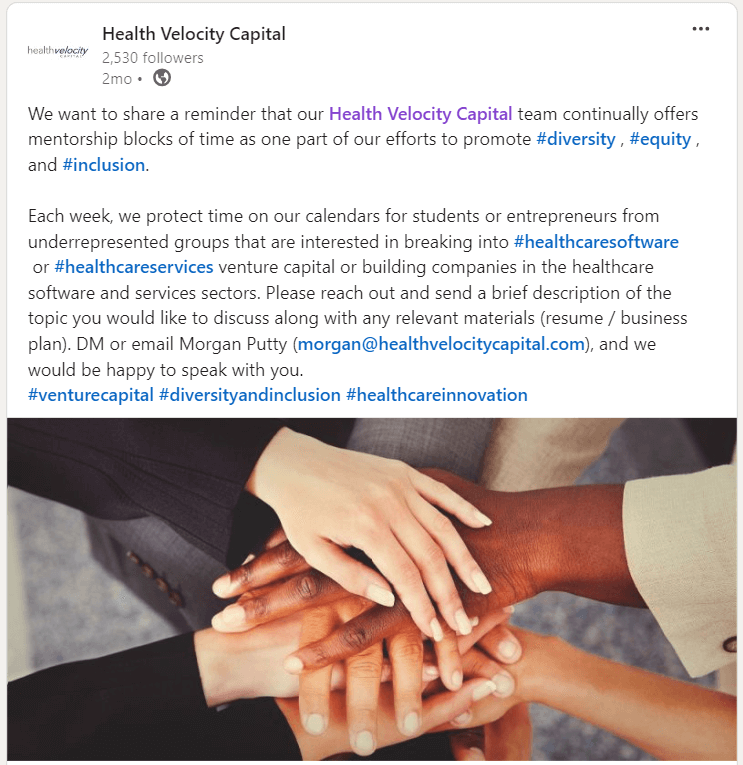 Health Velocity Capital
healthvelocity
CAPITAL
2,530 followers
2mo •
We want to share a reminder that our Health Velocity Capital team continually offers
mentorship blocks of time as one part of our efforts to promote #diversity , #equity ,
and #inclusion.
Each week, we protect time on our calendars for students or entrepreneurs from
underrepresented groups that are interested in breaking into #healthcaresoftware
or #healthcareservices venture capital or building companies in the healthcare
software and services sectors. Please reach out and send a brief description of the
topic you would like to discuss along with any relevant materials (resume / business
plan). DM or email Morgan Putty (morgan@healthvelocitycapital.com), and we
would be happy to speak with you.
#venturecapital #diversityandinclusion #healthcareinnovation